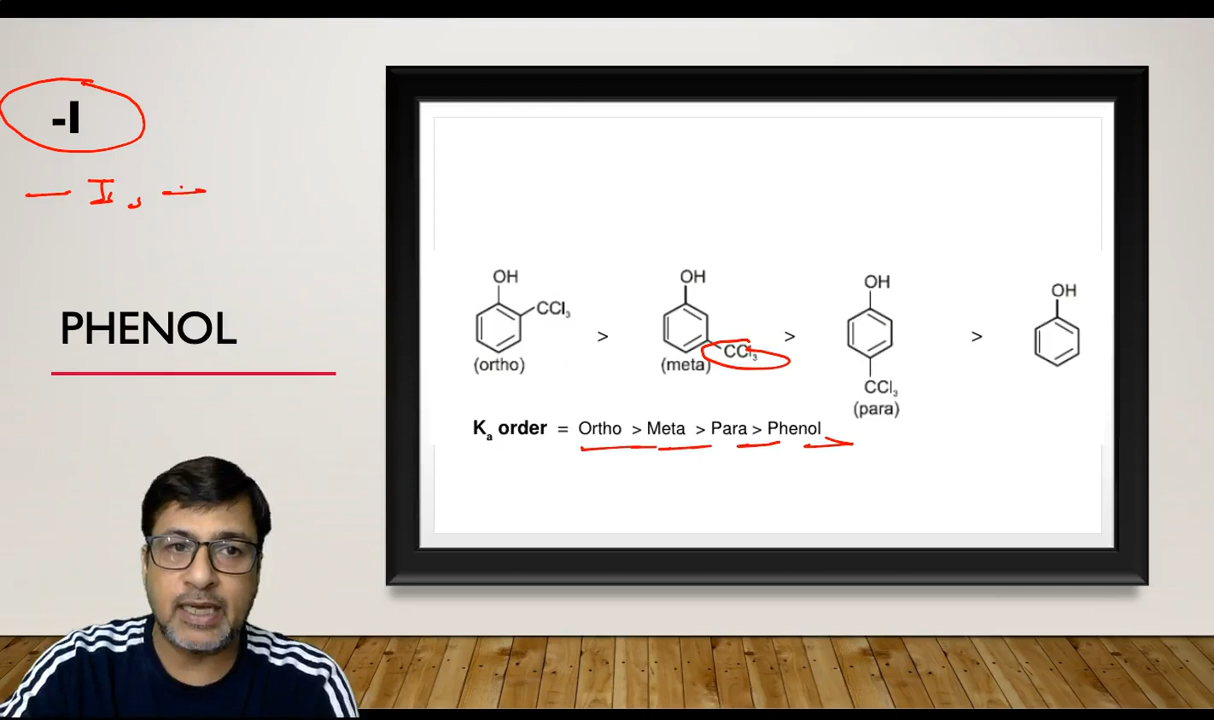 -I
- I,
PHENOL
OH OH OH OH
CCl₃
> > >
CCl₃
(ortho) (meta)
CCl₃
(para)
Kₐ order = Ortho > Meta > Para > Phenol